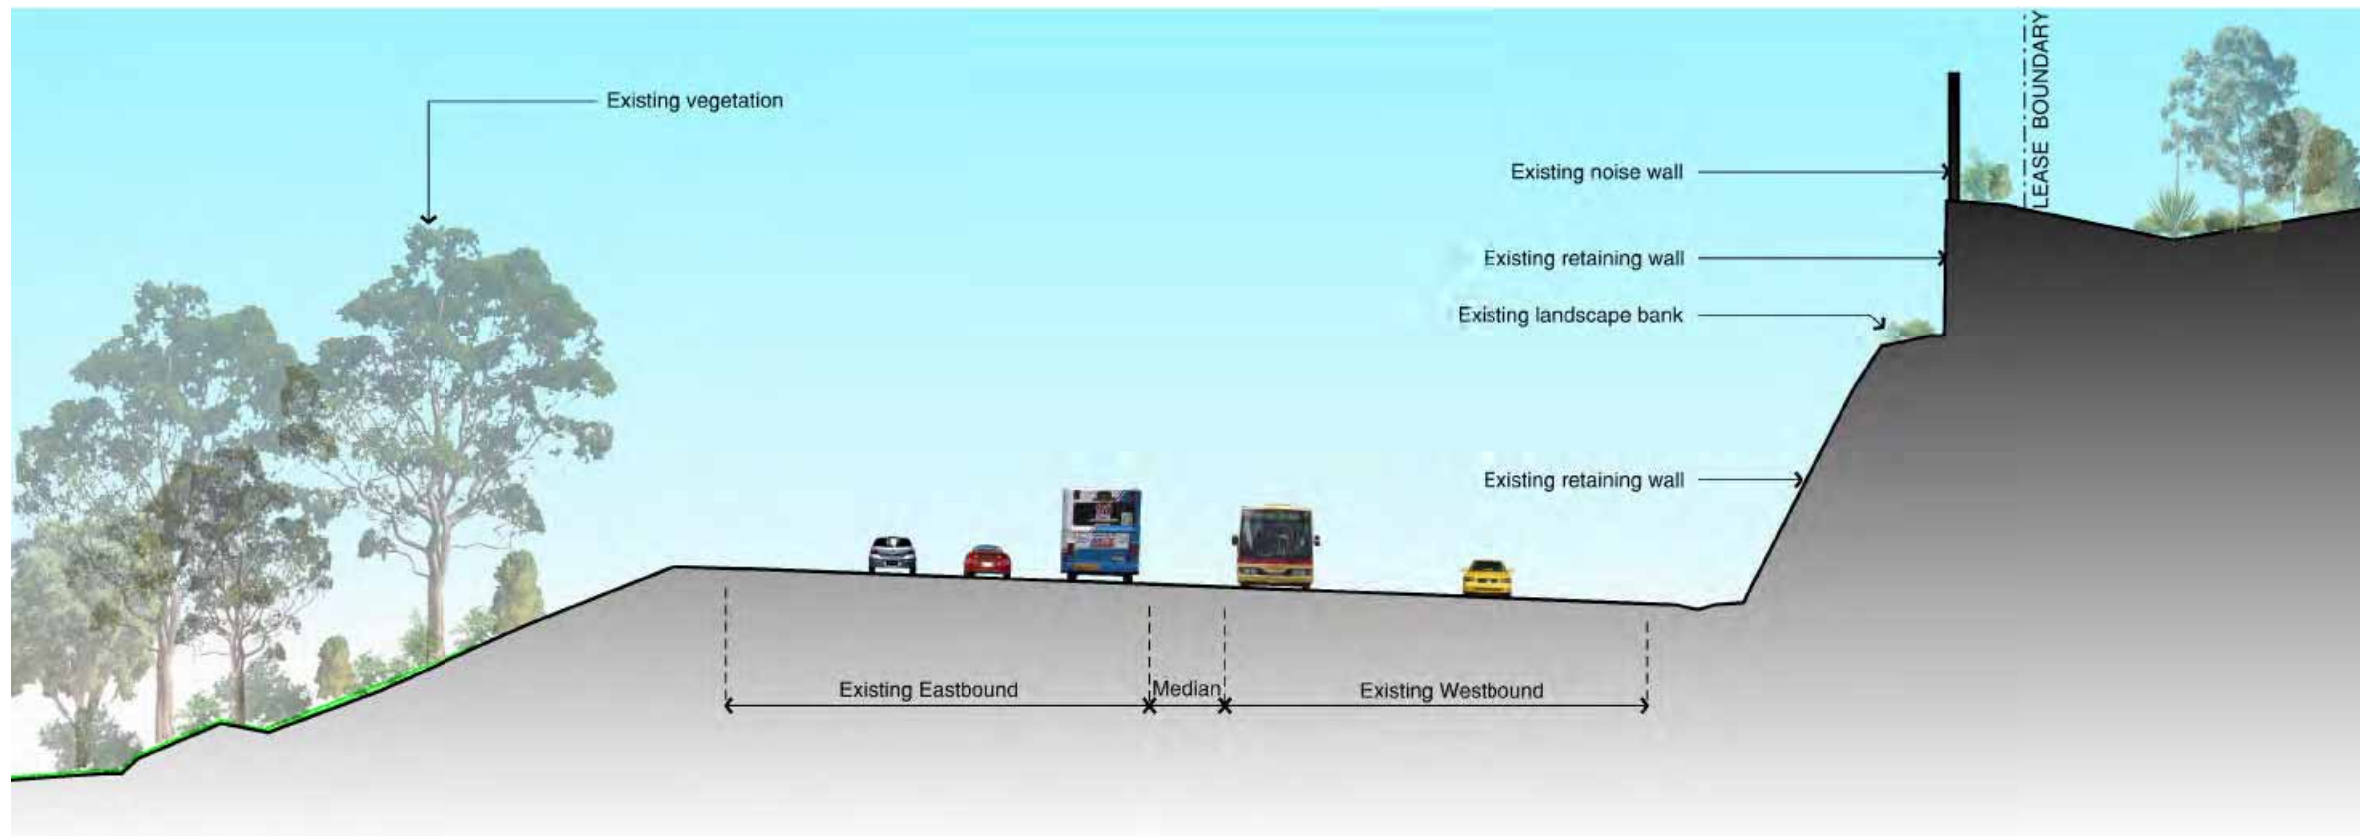 Existing vegetation
LEASE BOUNDARY
Existing noise wall
Existing retaining wall
Existing landscape bank
Existing retaining wall
Existing Eastbound
Median
Existing Westbound